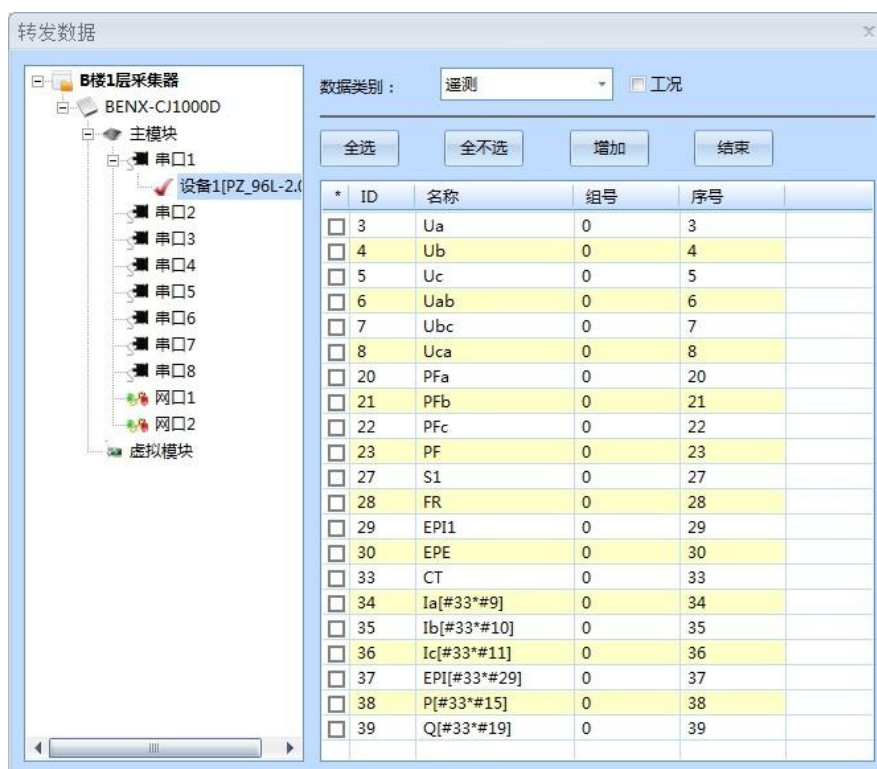 转发数据
B楼1层采集器
BENX-CJ1000D
主模块
串口1
设备1[PZ_96L-2.0
串口2
串口3
串口4
串口5
串口6
串口7
串口8
网口1
网口2
虚拟模块
数据类别： 遥测 工况
全选 全不选 增加 结束
* ID 名称 组号 序号
3 Ua 0 3
4 Ub 0 4
5 Uc 0 5
6 Uab 0 6
7 Ubc 0 7
8 Uca 0 8
20 PFa 0 20
21 PFb 0 21
22 PFc 0 22
23 PF 0 23
27 S1 0 27
28 FR 0 28
29 EPI1 0 29
30 EPE 0 30
33 CT 0 33
34 Ia[#33*#9] 0 34
35 Ib[#33*#10] 0 35
36 Ic[#33*#11] 0 36
37 EPI[#33*#29] 0 37
38 P[#33*#15] 0 38
39 Q[#33*#19] 0 39